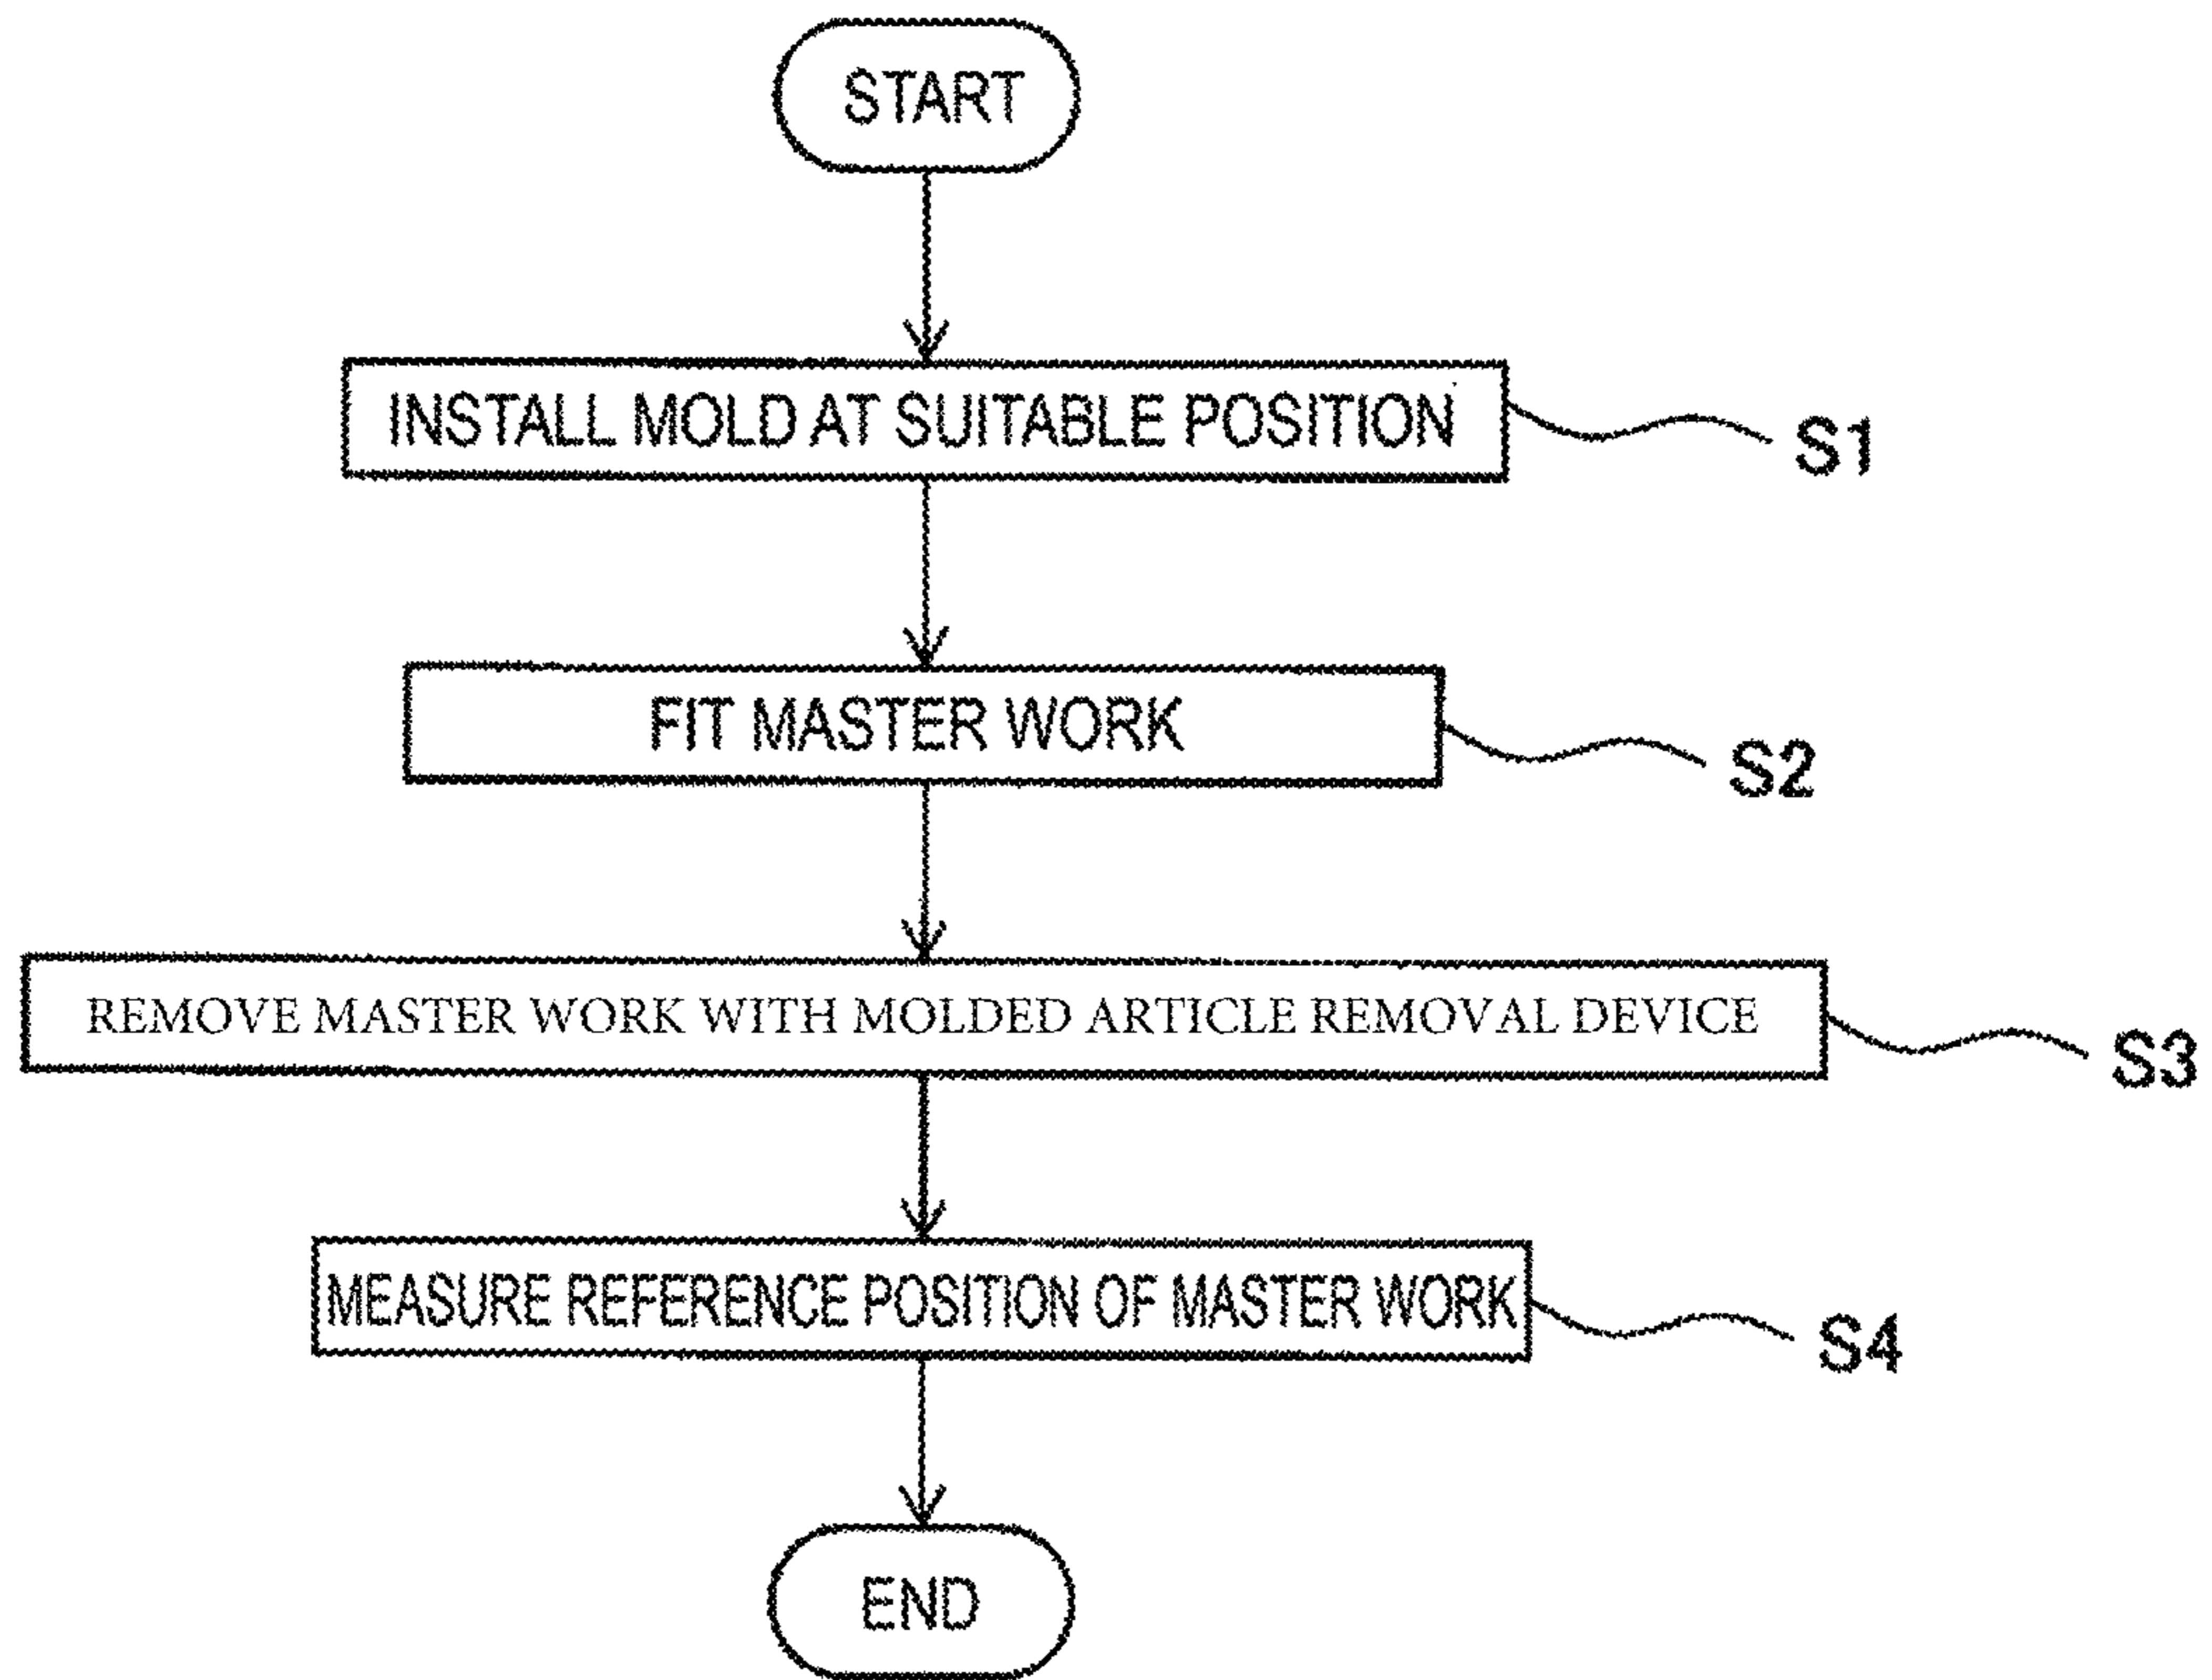 START
INSTALL MOLD AT SUITABLE POSITION
S1
FIT MASTER WORK
S2
REMOVE MASTER WORK WITH MOLDED ARTICLE REMOVAL DEVICE
S3
MEASURE REFERENCE POSITION OF MASTER WORK
S4
END